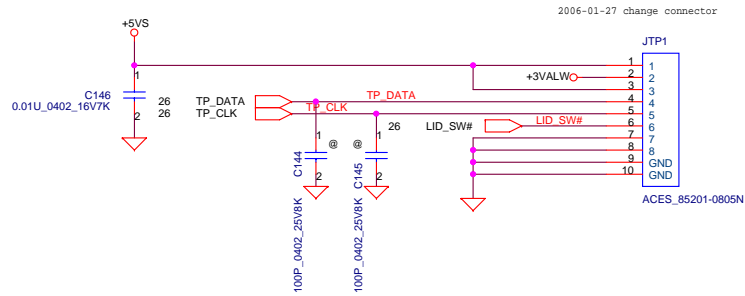 2006-01-27 change connector
+5VS
JTP1
1 1
+3VALW 2 2
3 3
1
C146
0.01U_0402_16V7K
2
26 TP_DATA TP_DATA 4 4
26 TP_CLK TP_CLK 5 5
26 LID_SW# LID_SW# 6 6
7 7
8 8
9 GND
10 GND
ACES_85201-0805N
1 @
C144
2
100P_0402_25V8K
1 @
C145
2
100P_0402_25V8K